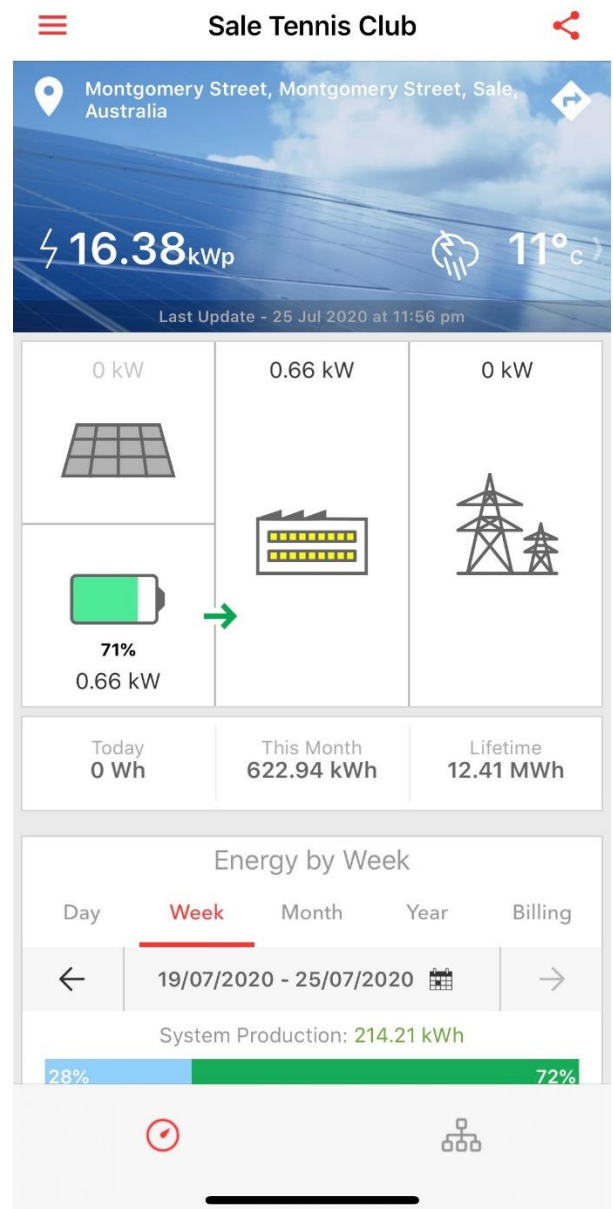 Sale Tennis Club
Montgomery Street, Montgomery Street, Sale,
Australia
16.38kWp
11°c
Last Update - 25 Jul 2020 at 11:56 pm
0 kW
0.66 kW
0 kW
71%
0.66 kW
Today
0 Wh
This Month
622.94 kWh
Lifetime
12.41 MWh
Energy by Week
Day Week Month Year Billing
19/07/2020 - 25/07/2020
System Production: 214.21 kWh
28% 72%